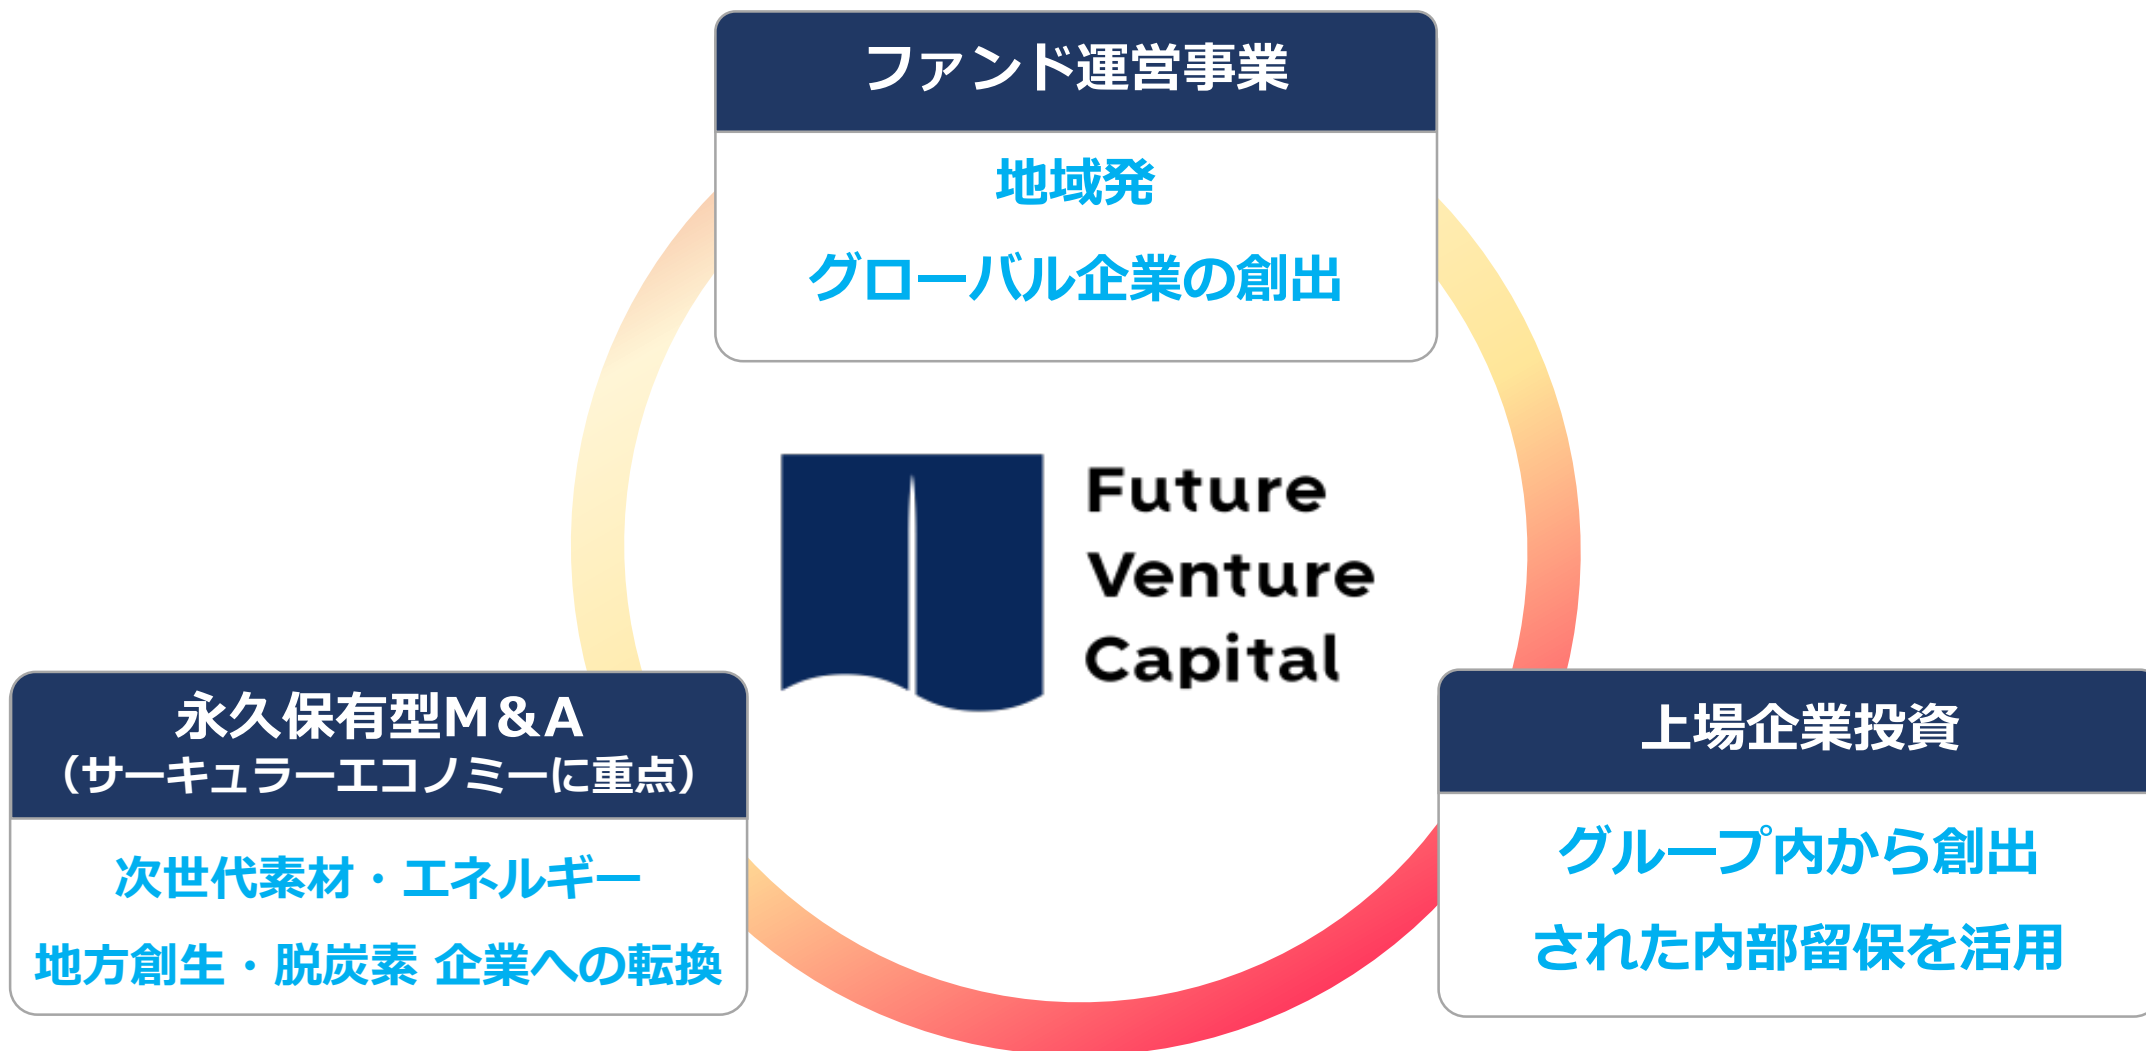 ファンド運営事業
地域発
グローバル企業の創出
Future
Venture
Capital
永久保有型M&A
（サーキュラーエコノミーに重点）
次世代素材・エネルギー
地方創生・脱炭素 企業への転換
上場企業投資
グループ内から創出
された内部留保を活用